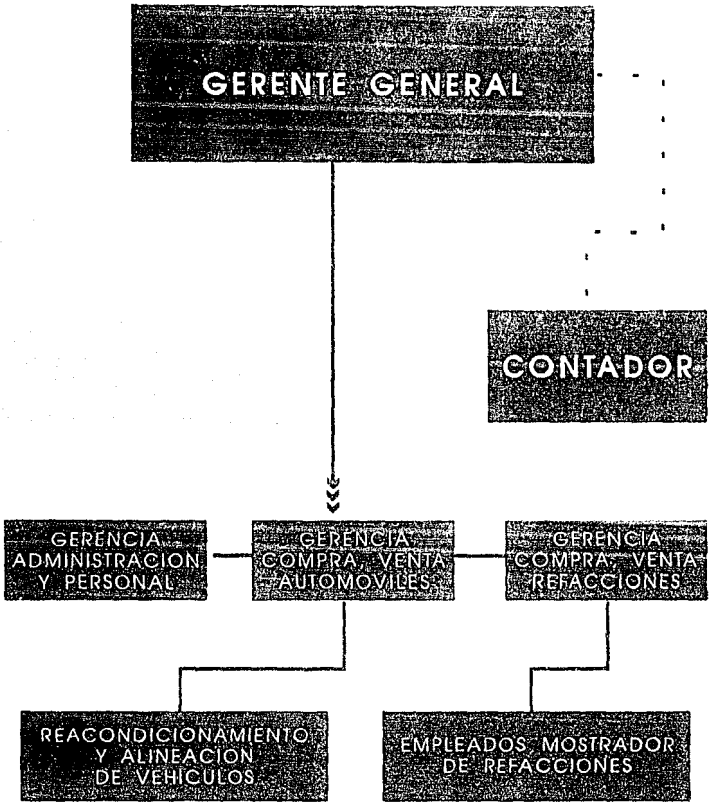 GERENTE GENERAL
CONTADOR
GERENCIA
ADMINISTRACION
Y PERSONAL
GERENCIA
COMPRA, VENTA
AUTOMOVILES
GERENCIA
COMPRA, VENTA
REFACCIONES
REACONDICIONAMIENTO
Y ALINEACION
DE VEHICULOS
EMPLEADOS MOSTRADOR
DE REFACCIONES